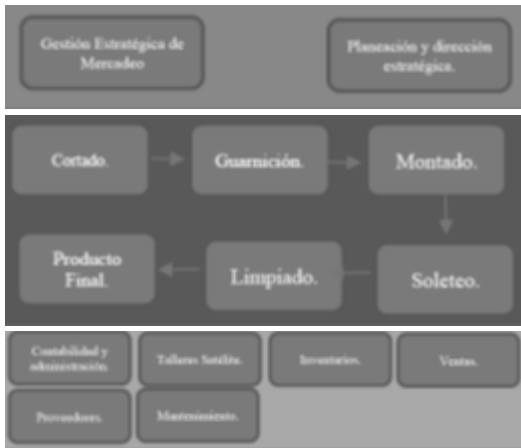 Gestión Estratégica de
Mercadeo
Planeación y dirección
estratégica.
Cortado.
Guarnición.
Montado.
Producto
Final.
Limpiado.
Soleteo.
Contabilidad y
administración.
Talleres Satélite.
Inventarios.
Ventas.
Proveedores.
Mantenimiento.